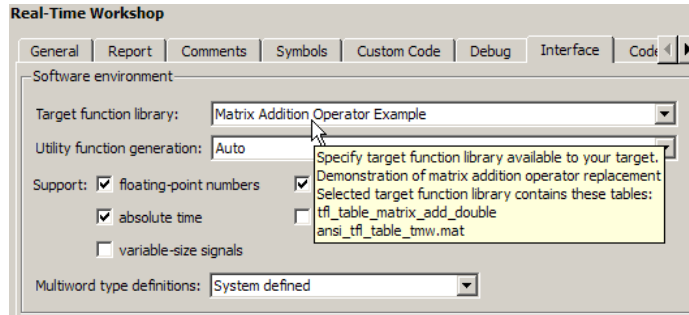 Real-Time Workshop
General Report Comments Symbols Custom Code Debug Interface Code
Software environment
Target function library: Matrix Addition Operator Example
Utility function generation: Auto
Specify target function library available to your target.
Demonstration of matrix addition operator replacement
Selected target function library contains these tables:
tfl_table_matrix_add_double
ansi_tfl_table_tmw.mat
Support: floating-point numbers
absolute time
variable-size signals
Multiword type definitions: System defined